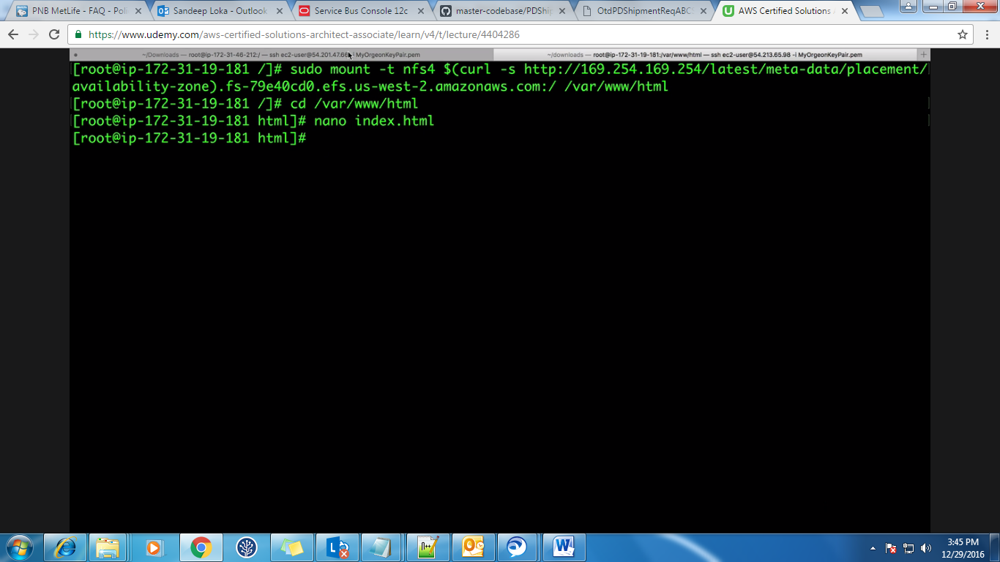 PNB MetLife - FAQ - Poli
Sandeep Loka - Outlook
Service Bus Console 12c
master-codebase/PDShip
OtdPDShipmentReqABCS
AWS Certified Solutions A
https://www.udemy.com/aws-certified-solutions-architect-associate/learn/v4/t/lecture/4404286
~/Downloads — root@ip-172-31-46-212:/ — ssh ec2-user@54.201.47.66 -i MyOrgeonKeyPair.pem
~/downloads — root@ip-172-31-19-181:/var/www/html — ssh ec2-user@54.213.65.98 -i MyOrgeonKeyPair.pem
[root@ip-172-31-19-181 /]# sudo mount -t nfs4 $(curl -s http://169.254.169.254/latest/meta-data/placement/
availability-zone).fs-79e40cd0.efs.us-west-2.amazonaws.com:/ /var/www/html
[root@ip-172-31-19-181 /]# cd /var/www/html
[root@ip-172-31-19-181 html]# nano index.html
[root@ip-172-31-19-181 html]#
3:45 PM
12/29/2016